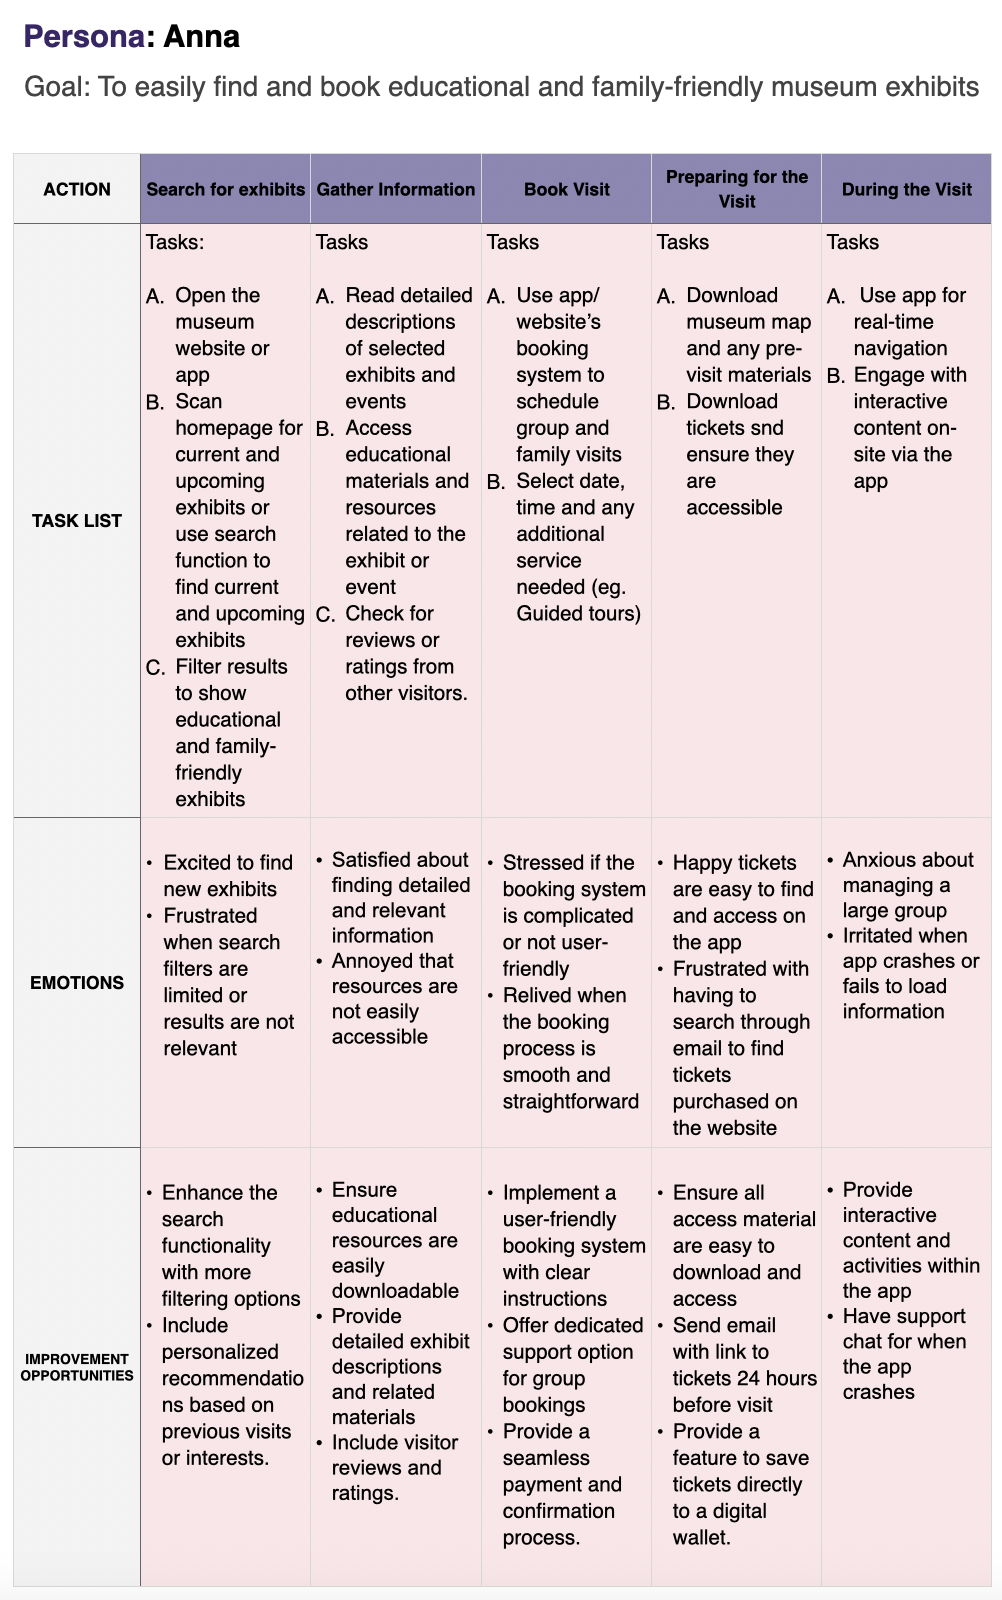 Persona: Anna
Goal: To easily find and book educational and family-friendly museum exhibits
ACTION
Search for exhibits
Gather Information
Book Visit
Preparing for the
Visit
During the Visit
TASK LIST
Tasks:
A. Open the
museum
website or
app
B. Scan
homepage for
current and
upcoming
exhibits or
use search
function to
find current
and upcoming
exhibits
C. Filter results
to show
educational
and family-
friendly
exhibits
Tasks
A. Read detailed
descriptions
of selected
exhibits and
events
B. Access
educational
materials and
resources
related to the
exhibit or
event
C. Check for
reviews or
ratings from
other visitors.
Tasks
A. Use app/
website’s
booking
system to
schedule
group and
family visits
B. Select date,
time and any
additional
service
needed (eg.
Guided tours)
Tasks
A. Download
museum map
and any pre-
visit materials
B. Download
tickets snd
ensure they
are
accessible
Tasks
A. Use app for
real-time
navigation
B. Engage with
interactive
content on-
site via the
app
EMOTIONS
• Excited to find
new exhibits
• Frustrated
when search
filters are
limited or
results are not
relevant
• Satisfied about
finding detailed
and relevant
information
• Annoyed that
resources are
not easily
accessible
• Stressed if the
booking system
is complicated
or not user-
friendly
• Relived when
the booking
process is
smooth and
straightforward
• Happy tickets
are easy to find
and access on
the app
• Frustrated with
having to
search through
email to find
tickets
purchased on
the website
• Anxious about
managing a
large group
• Irritated when
app crashes or
fails to load
information
IMPROVEMENT
OPPORTUNITIES
• Enhance the
search
functionality
with more
filtering options
• Include
personalized
recommendatio
ns based on
previous visits
or interests.
• Ensure
educational
resources are
easily
downloadable
• Provide
detailed exhibit
descriptions
and related
materials
• Include visitor
reviews and
ratings.
• Implement a
user-friendly
booking system
with clear
instructions
• Offer dedicated
support option
for group
bookings
• Provide a
seamless
payment and
confirmation
process.
• Ensure all
access material
are easy to
download and
access
• Send email
with link to
tickets 24 hours
before visit
• Provide a
feature to save
tickets directly
to a digital
wallet.
• Provide
interactive
content and
activities within
the app
• Have support
chat for when
the app
crashes